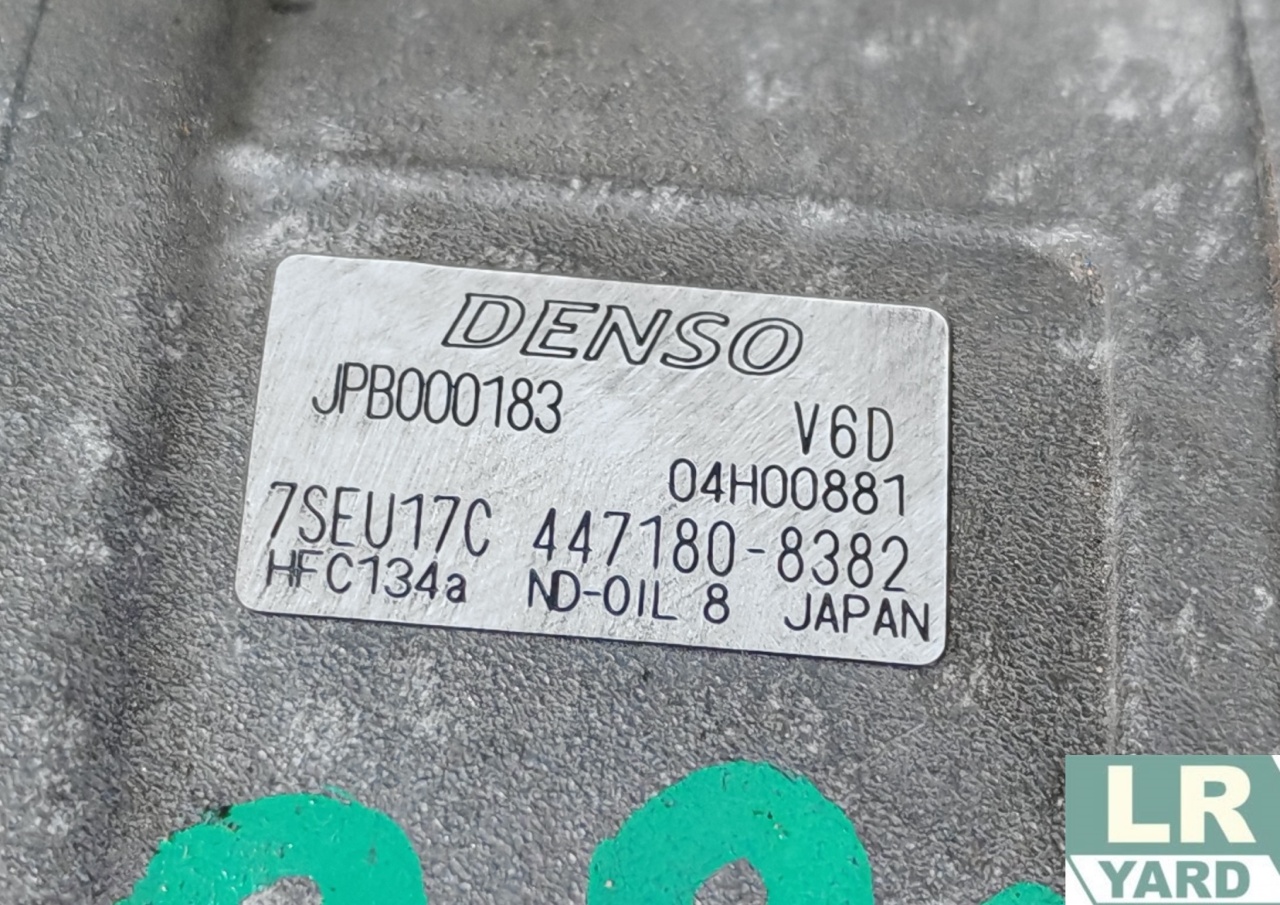 DENSO
JPB000183
V6D
04H00881
7SEU17C 447180-8382
HFC134a ND-OIL 8 JAPAN
LR
YARD